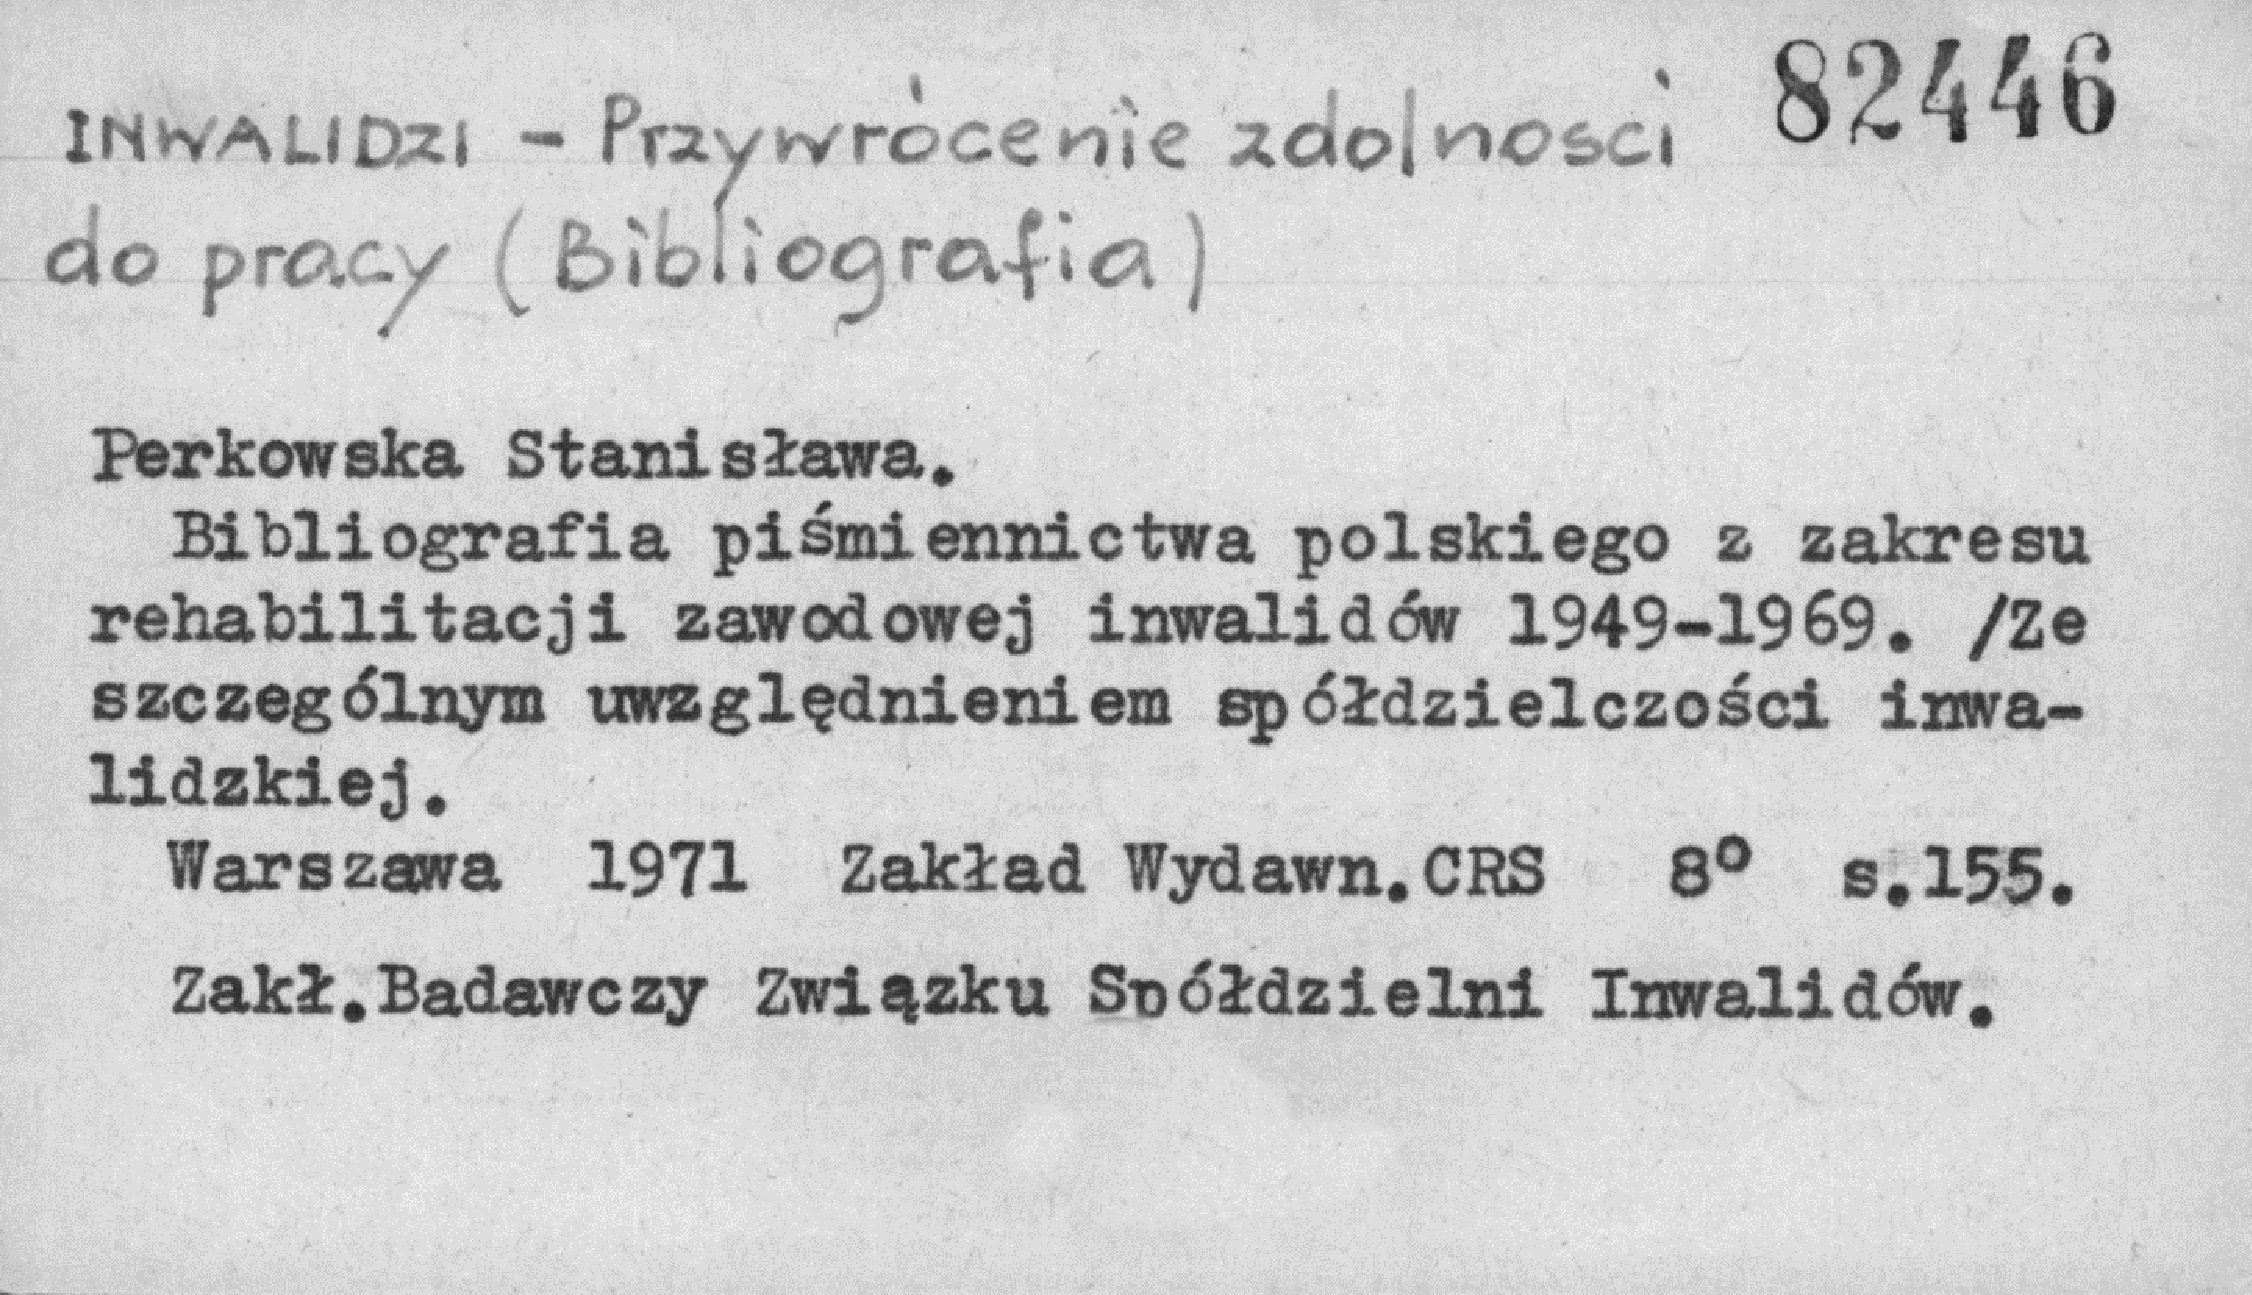 82446
INWALIDZI - Przywrócenie zdolnosci
do pracy (Bibliografia)
Perkowska Stanisława.
Bibliografia piśmiennictwa polskiego z zakresu
rehabilitacji zawodowej inwalidów 1949-1969. /Ze
szczególnym uwzględnieniem spółdzielczości inwa-
lidzkiej.
Warszawa 1971 Zakład Wydawn.CRS 8° s.155.
Zakł.Badawczy Związku Spółdzielni Inwalidów.